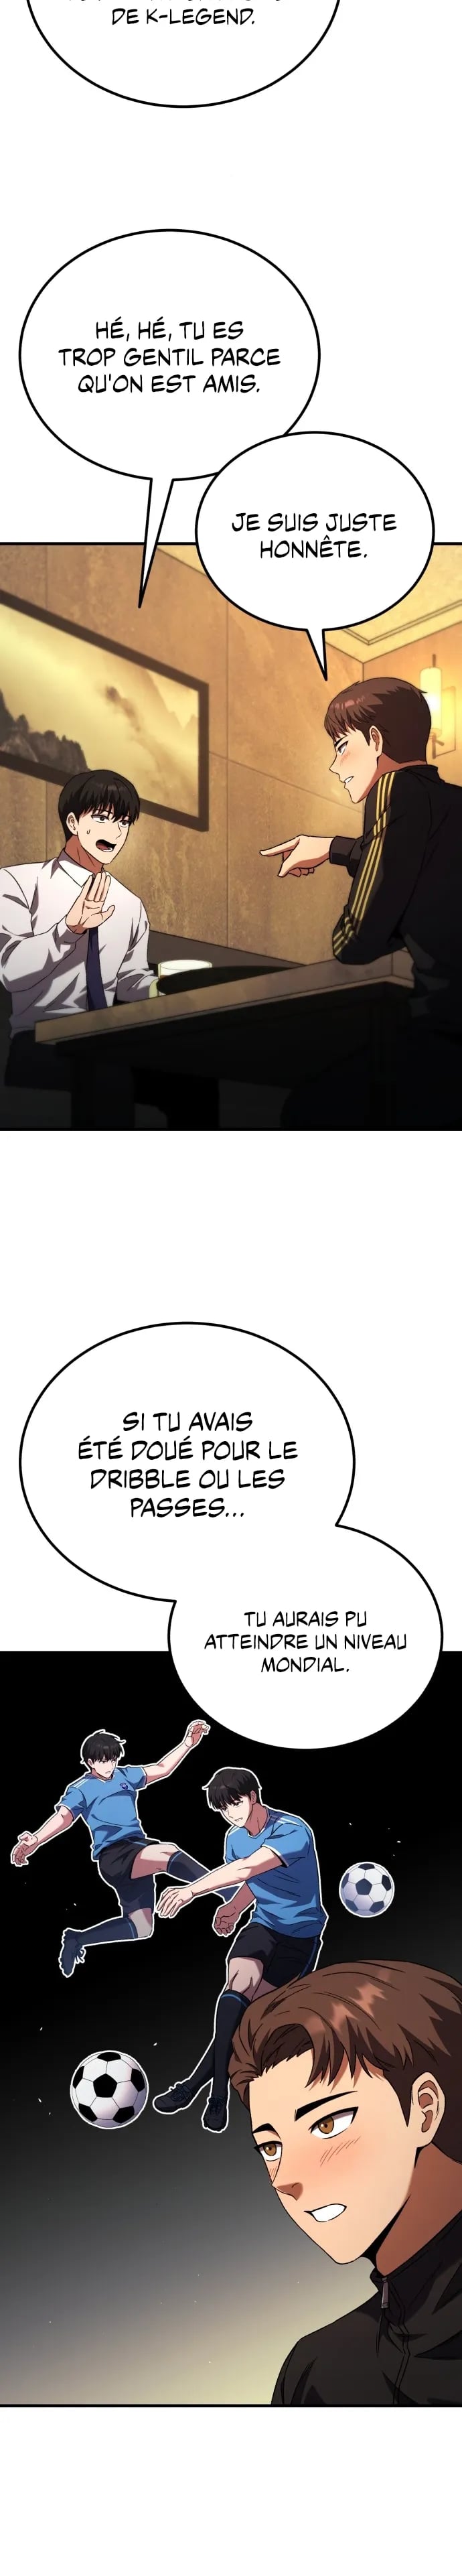 DE K-LEGEND.
HÉ, HÉ, TU ES
TROP GENTIL PARCE
QU'ON EST AMIS.
JE SUIS JUSTE
HONNÊTE.
SI TU AVAIS
ÉTÉ DOUÉ POUR LE
DRIBBLE OU LES
PASSES...
TU AURAIS PU
ATTEINDRE UN NIVEAU
MONDIAL.